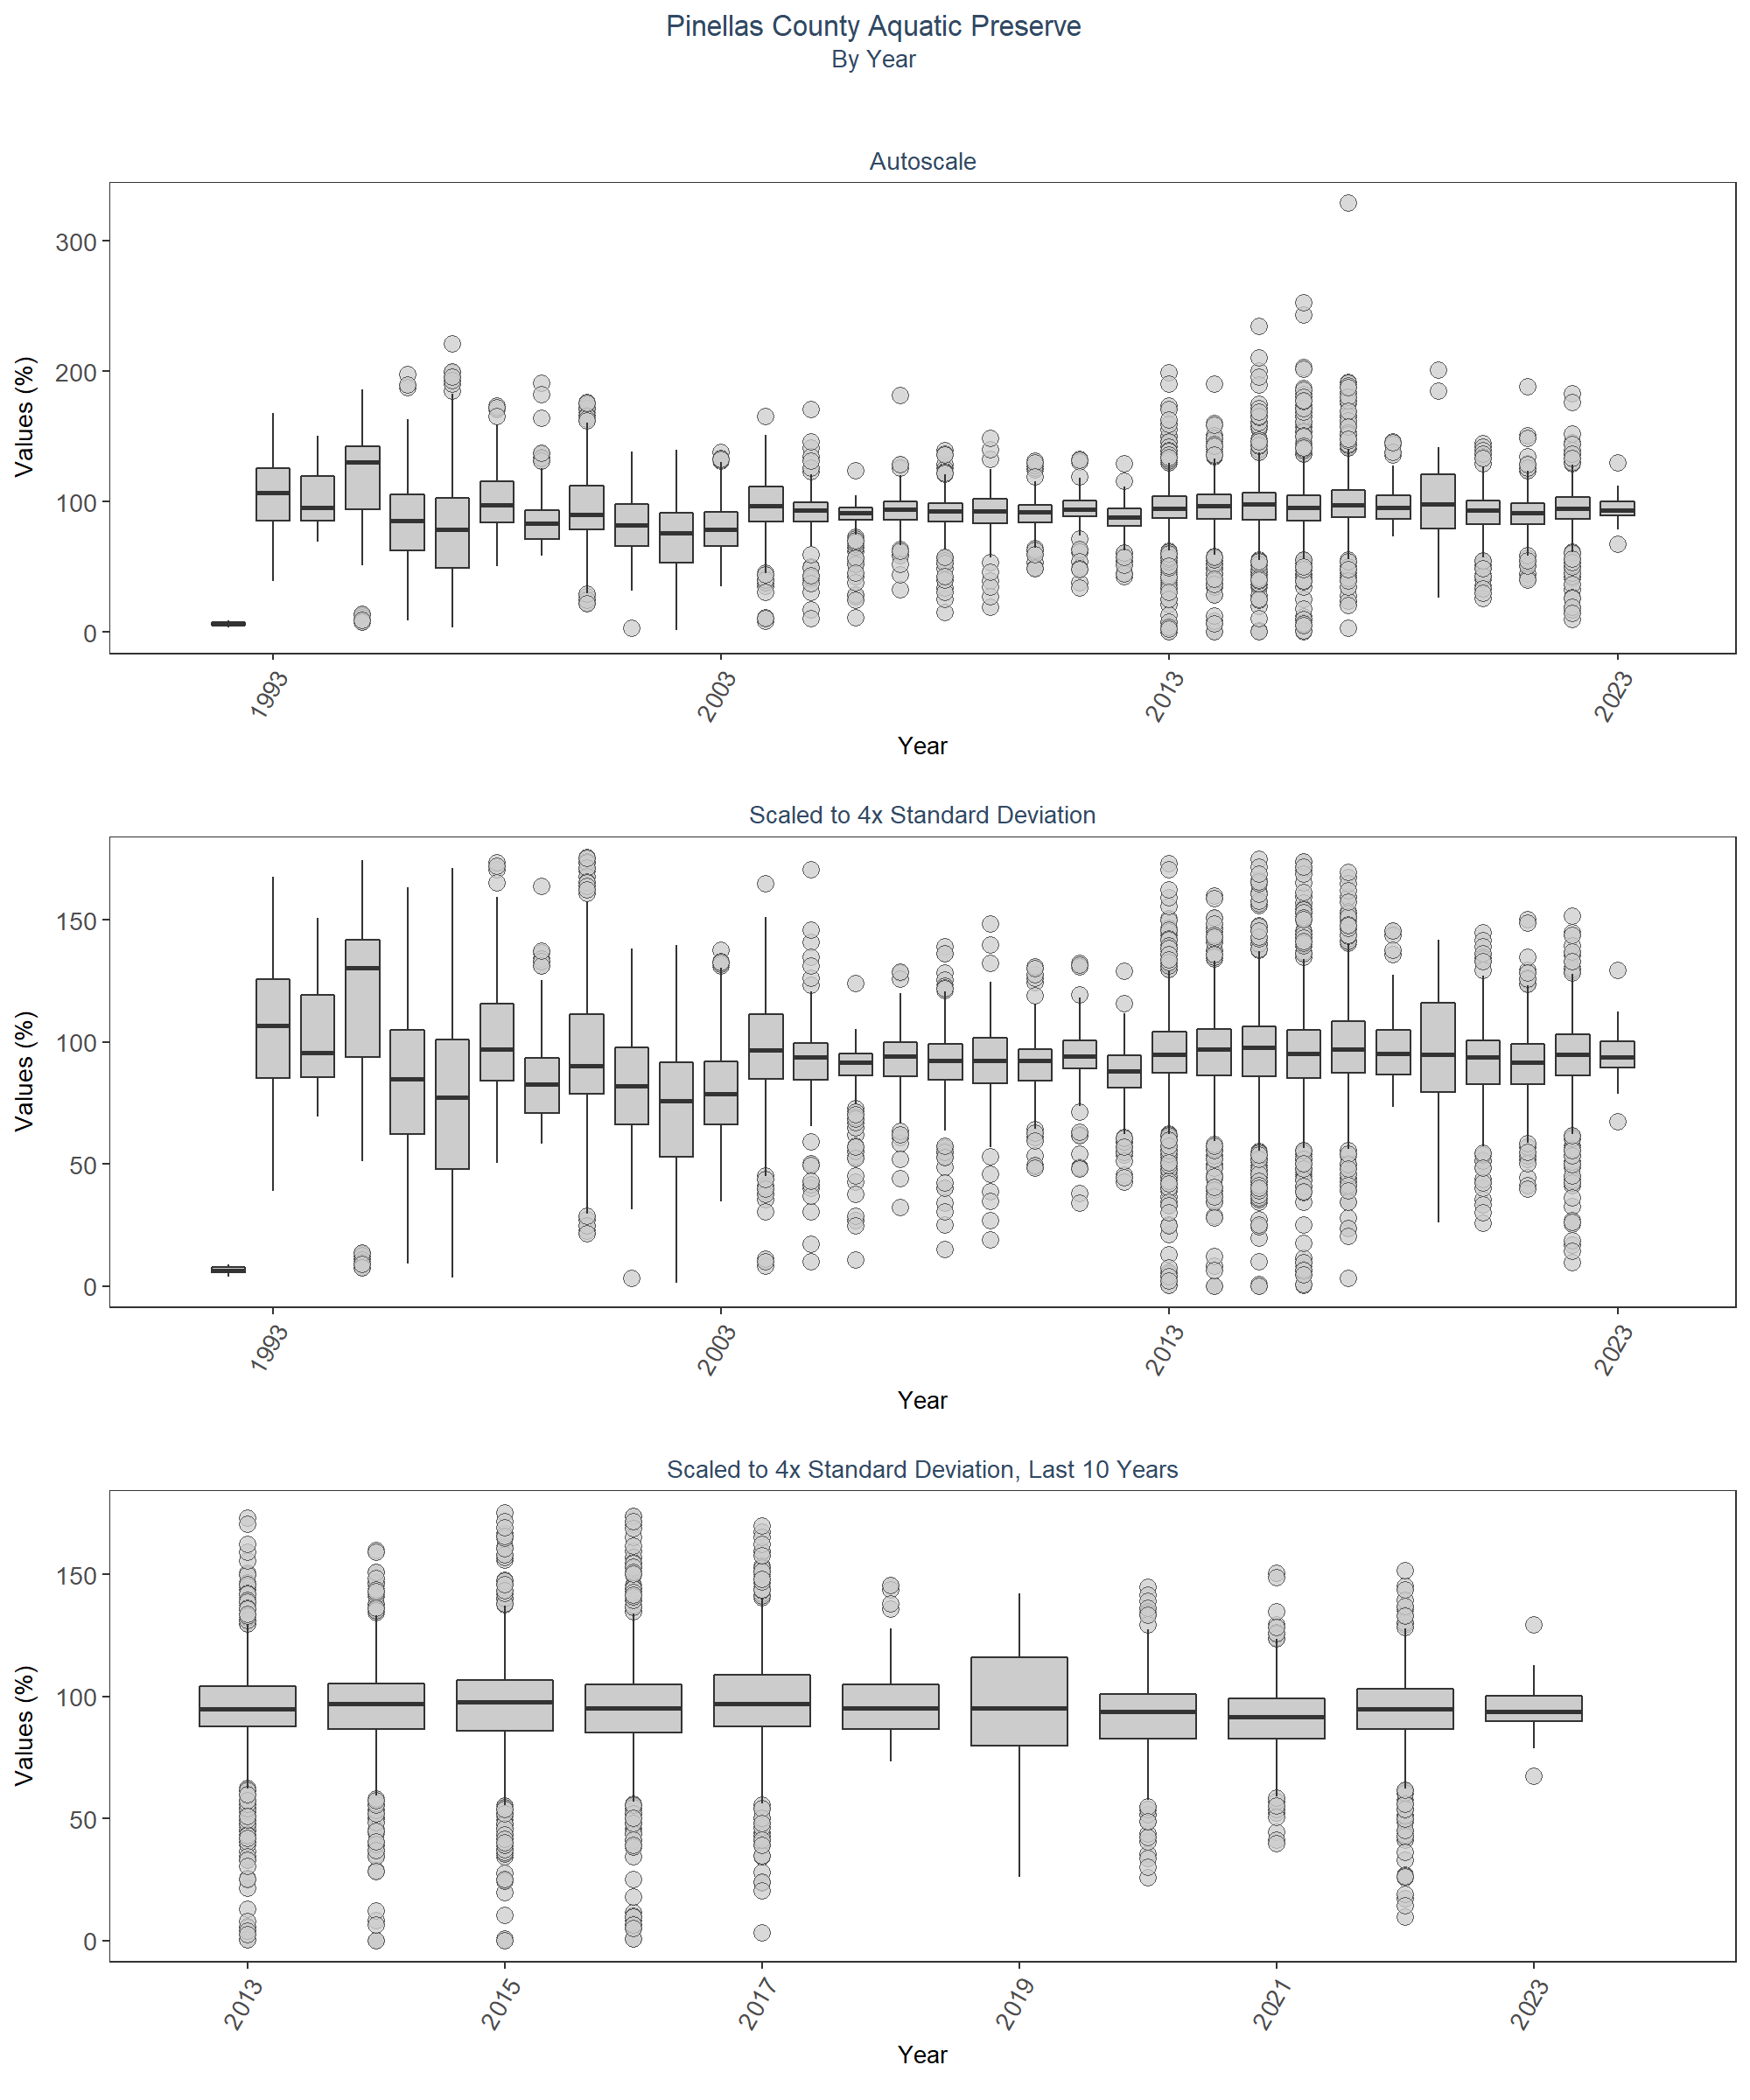 Pinellas County Aquatic Preserve
By Year
Autoscale
Values (%)
300
200
100
0
1993
2003
2013
2023
Year
Scaled to 4x Standard Deviation
Values (%)
150
100
50
0
1993
2003
2013
2023
Year
Scaled to 4x Standard Deviation, Last 10 Years
Values (%)
150
100
50
0
2013
2015
2017
2019
2021
2023
Year